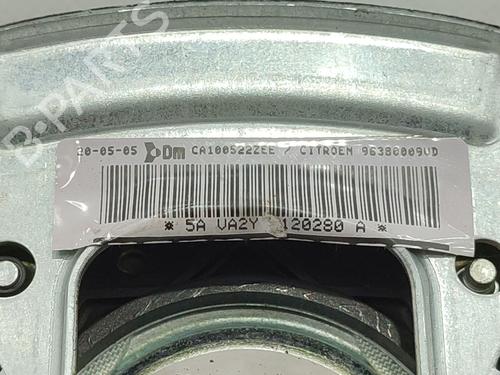 20-05-05 Dm CA100522ZEE CITROEN 96380009VD
* 5A VA2Y 120280 A *
B-PARTS